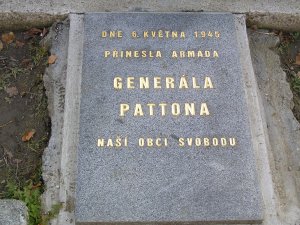 DNE 6. KVĚTNA 1945
PŘINESLA ARMÁDA
GENERÁLA
PATTONA
NAŠÍ OBCI SVOBODU